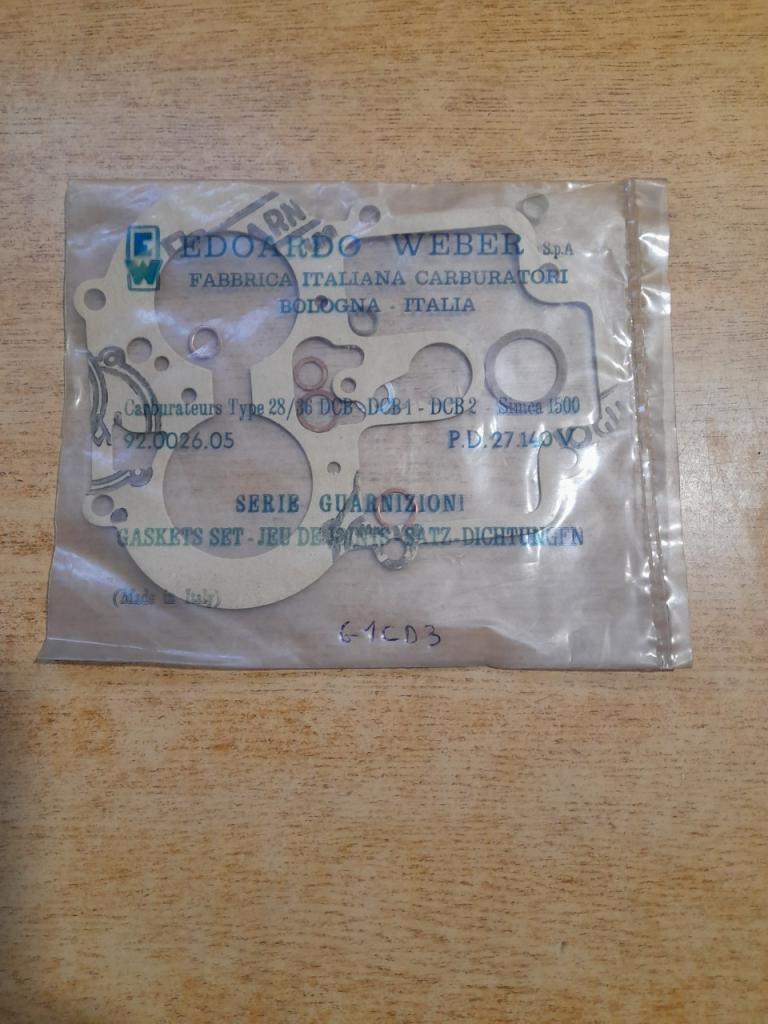 EW
EDOARDO WEBER S.p.A
FABBRICA ITALIANA CARBURATORI
BOLOGNA - ITALIA
Carburateurs Type 28/36 DCB - DCB 1 - DCB 2 - Simca 1500
92.0026.05 P.D. 27.140 V
SERIE GUARNIZIONI
GASKETS SET - JEU DE JOINTS - SATZ-DICHTUNGEN
(Made in Italy)
6-1CD3